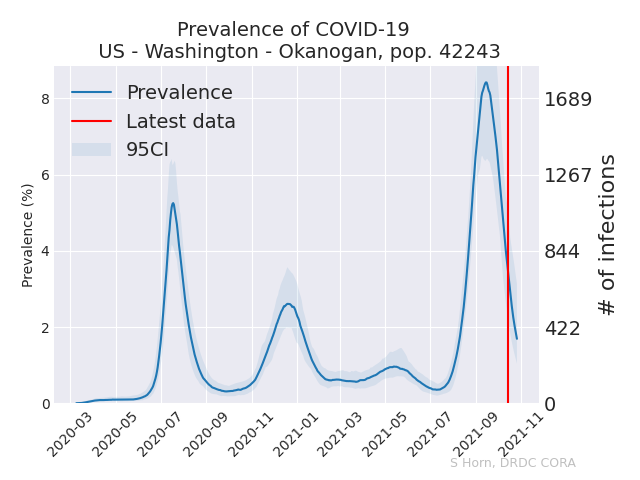 Prevalence of COVID-19
US - Washington - Okanogan, pop. 42243
Prevalence
Latest data
95CI
Prevalence (%)
8
6
4
2
0
1689
1267
844
422
0
# of infections
2020-03
2020-05
2020-07
2020-09
2020-11
2021-01
2021-03
2021-05
2021-07
2021-09
2021-11
S Horn, DRDC CORA